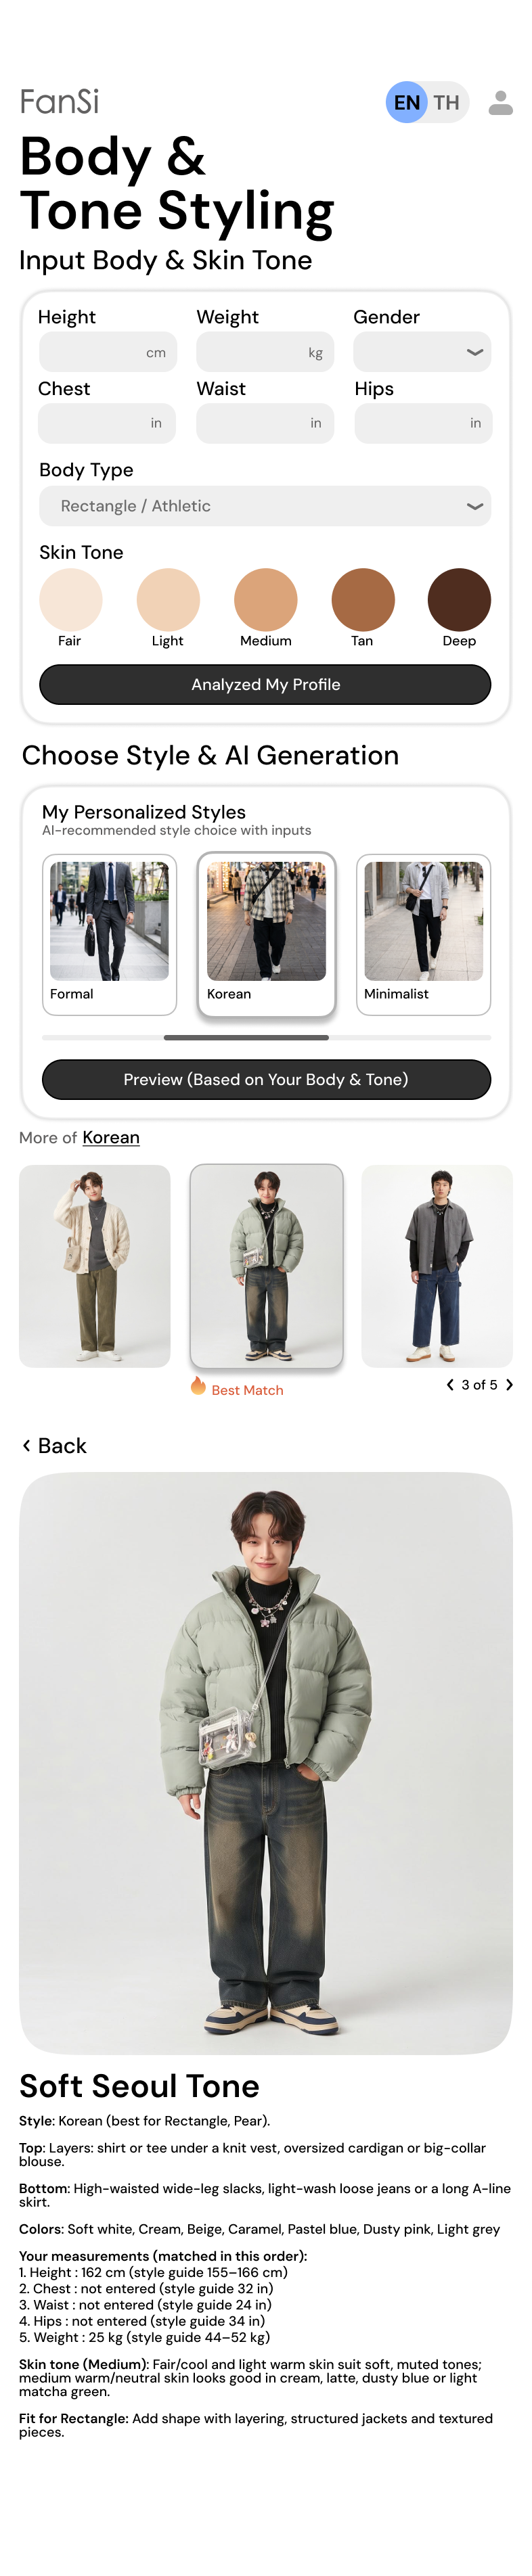 FanSi
EN TH
Body &
Tone Styling
Input Body & Skin Tone
Height Weight Gender
cm kg
Chest Waist Hips
in in in
Body Type
Rectangle / Athletic
Skin Tone
Fair Light Medium Tan Deep
Analyzed My Profile
Choose Style & AI Generation
My Personalized Styles
AI-recommended style choice with inputs
Formal Korean Minimalist
Preview (Based on Your Body & Tone)
More of Korean
Best Match
3 of 5
Back
Soft Seoul Tone
Style: Korean (best for Rectangle, Pear).
Top: Layers: shirt or tee under a knit vest, oversized cardigan or big-collar
blouse.
Bottom: High-waisted wide-leg slacks, light-wash loose jeans or a long A-line
skirt.
Colors: Soft white, Cream, Beige, Caramel, Pastel blue, Dusty pink, Light grey
Your measurements (matched in this order):
1. Height : 162 cm (style guide 155–166 cm)
2. Chest : not entered (style guide 32 in)
3. Waist : not entered (style guide 24 in)
4. Hips : not entered (style guide 34 in)
5. Weight : 25 kg (style guide 44–52 kg)
Skin tone (Medium): Fair/cool and light warm skin suit soft, muted tones;
medium warm/neutral skin looks good in cream, latte, dusty blue or light
matcha green.
Fit for Rectangle: Add shape with layering, structured jackets and textured
pieces.